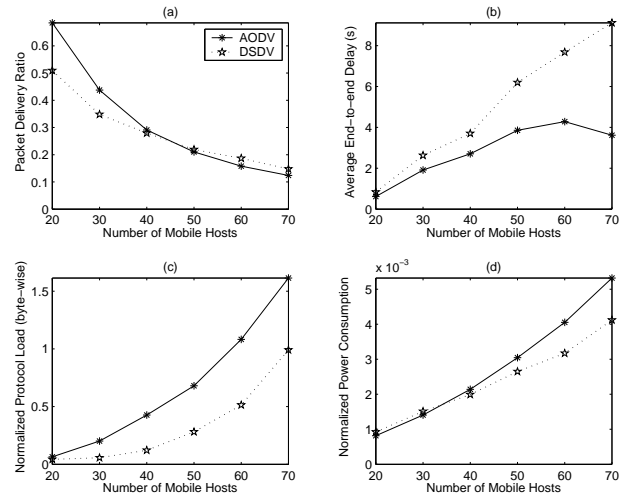 (a)
Packet Delivery Ratio
0.6
0.5
0.4
0.3
0.2
0.1
0
AODV
DSDV
20 30 40 50 60 70
Number of Mobile Hosts
(b)
Average End−to−end Delay (s)
8
6
4
2
0
20 30 40 50 60 70
Number of Mobile Hosts
(c)
Normalized Protocol Load (byte−wise)
1.5
1
0.5
0
20 30 40 50 60 70
Number of Mobile Hosts
(d)
x 10−3
Normalized Power Consumption
5
4
3
2
1
0
20 30 40 50 60 70
Number of Mobile Hosts